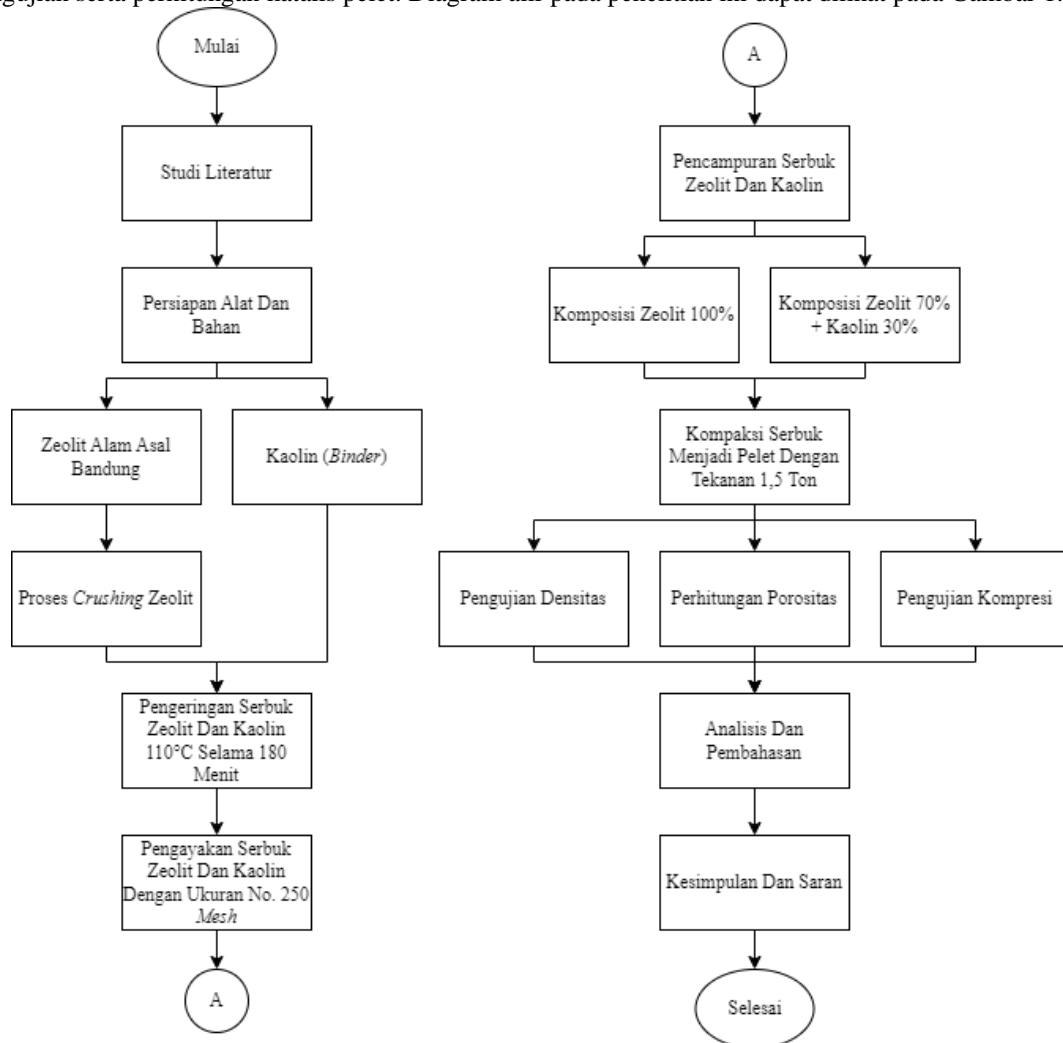 serta perhitungan katalis pelet. Diagram alir pada penelitian ini dapat dilihat pada Gambar 1.
Mulai
Studi Literatur
Persiapan Alat Dan
Bahan
Zeolit Alam Asal
Bandung
Kaolin (Binder)
Proses Crushing Zeolit
Pengeringan Serbuk
Zeolit Dan Kaolin
110°C Selama 180
Menit
Pengayakan Serbuk
Zeolit Dan Kaolin
Dengan Ukuran No. 250
Mesh
A
A
Pencampuran Serbuk
Zeolit Dan Kaolin
Komposisi Zeolit 100%
Komposisi Zeolit 70%
+ Kaolin 30%
Kompaksi Serbuk
Menjadi Pelet Dengan
Tekanan 1,5 Ton
Pengujian Densitas
Perhitungan Porositas
Pengujian Kompresi
Analisis Dan
Pembahasan
Kesimpulan Dan Saran
Selesai